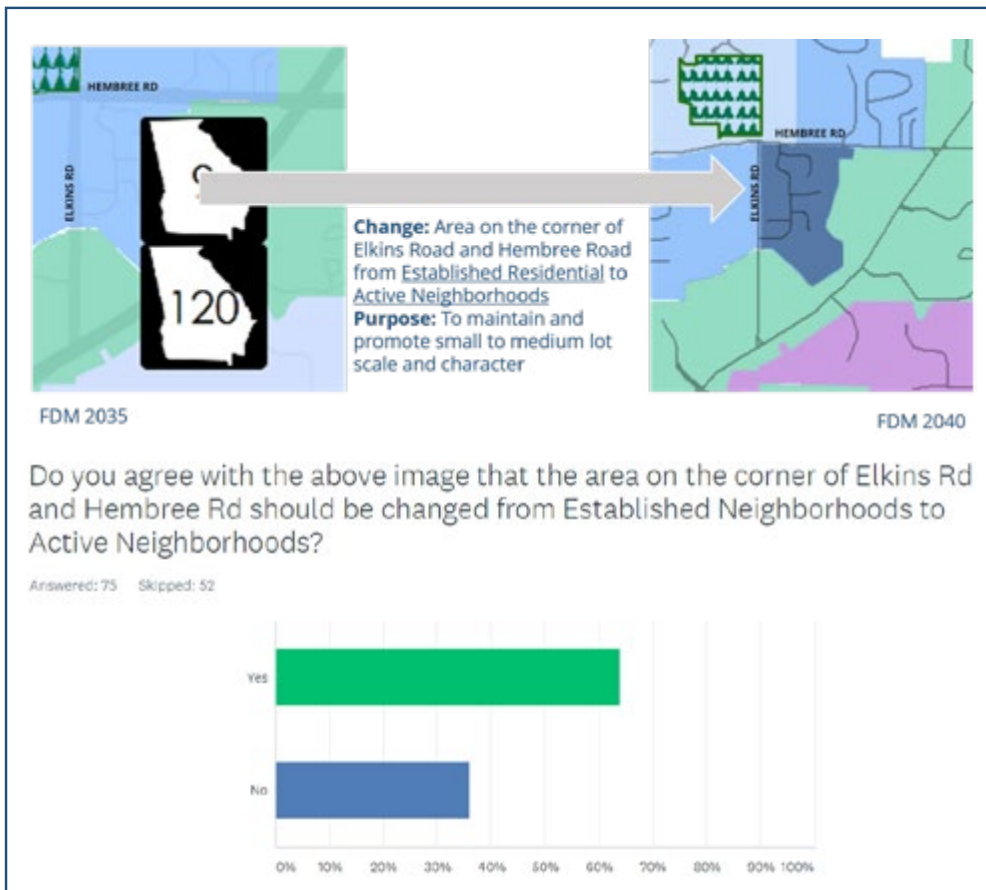 HEMBREE RD
ELKINS RD
120
HEMBREE RD
ELKINS RD
Change: Area on the corner of
Elkins Road and Hembree Road
from Established Residential to
Active Neighborhoods
Purpose: To maintain and
promote small to medium lot
scale and character
FDM 2035
FDM 2040
Do you agree with the above image that the area on the corner of Elkins Rd
and Hembree Rd should be changed from Established Neighborhoods to
Active Neighborhoods?
Answered: 75 Skipped: 52
Yes
No
0% 10% 20% 30% 40% 50% 60% 70% 80% 90% 100%